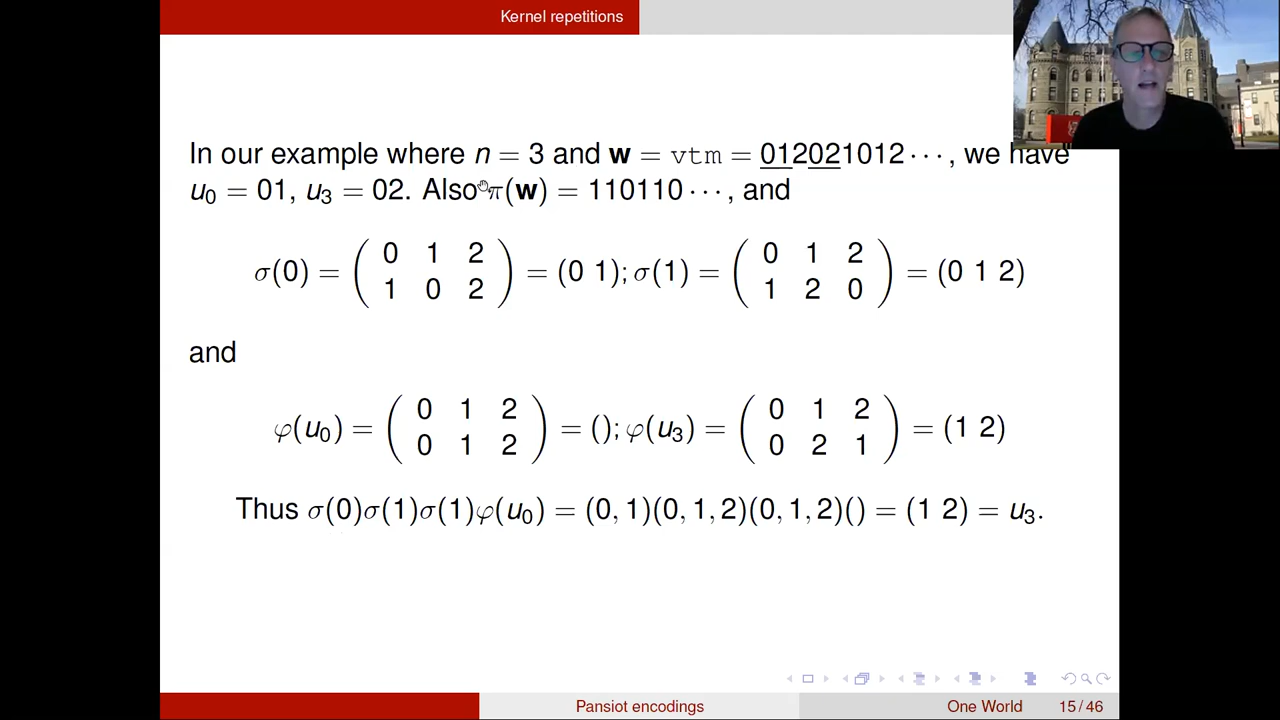 Kernel repetitions
In our example where n = 3 and w = vtm = 012021012 ⋯ , we have
u₀ = 01, u₃ = 02. Also π(w) = 110110 ⋯ , and
σ(0) = ( 0 1 2 / 1 0 2 ) = (0 1); σ(1) = ( 0 1 2 / 1 2 0 ) = (0 1 2)
and
φ(u₀) = ( 0 1 2 / 0 1 2 ) = (); φ(u₃) = ( 0 1 2 / 0 2 1 ) = (1 2)
Thus σ(0)σ(1)σ(1)φ(u₀) = (0, 1)(0, 1, 2)(0, 1, 2)() = (1 2) = u₃.
Pansiot encodings One World 15 / 46